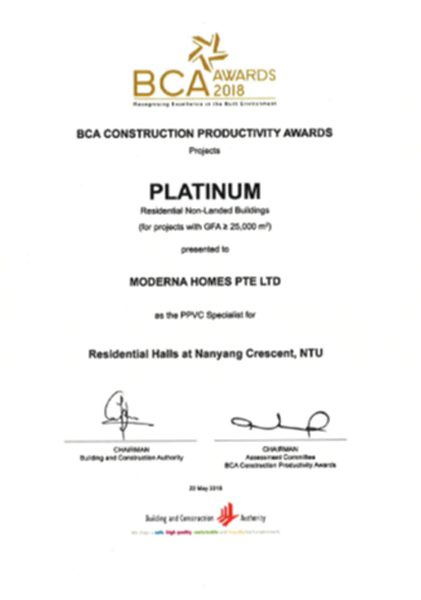 BCA AWARDS
2018
Recognising Excellence in the Built Environment
BCA CONSTRUCTION PRODUCTIVITY AWARDS
Projects
PLATINUM
Residential Non-Landed Buildings
(for projects with GFA ≥ 25,000 m²)
presented to
MODERNA HOMES PTE LTD
as the PPVC Specialist for
Residential Halls at Nanyang Crescent, NTU
CHAIRMAN
Building and Construction Authority
CHAIRMAN
Assessment Committee
BCA Construction Productivity Awards
20 May 2018
Building and Construction Authority
We shape a safe, high quality, sustainable and friendly built environment